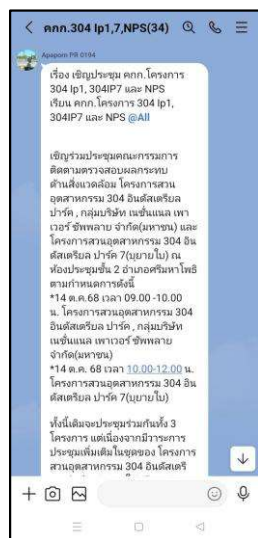 คกก.304 Ip1,7,NPS(34)
Apaporn PR 0194
เรื่อง เชิญประชุม คกก.โครงการ
304 Ip1, 304IP7 และ NPS
เรียน คกก.โครงการ 304 Ip1,
304IP7 และ NPS @All
เชิญร่วมประชุมคณะกรรมการ
ติดตามตรวจสอบผลกระทบ
ด้านสิ่งแวดล้อม โครงการสวน
อุตสาหกรรม 304 อินดัสเตรียล
ปาร์ค , กลุ่มบริษัท เนชั่นแนล เพา
เวอร์ ซัพพลาย จำกัด(มหาชน) และ
โครงการสวนอุตสาหกรรม 304 อิน
ดัสเตรียล ปาร์ค 7(บุยายใบ) ณ
ห้องประชุมชั้น 2 อำเภอศรีมหาโพธิ
ตามกำหนดการดังนี้
*14 ต.ค.68 เวลา 09.00 -10.00
น. โครงการสวนอุตสาหกรรม 304
อินดัสเตรียล ปาร์ค , กลุ่มบริษัท
เนชั่นแนล เพาเวอร์ ซัพพลาย
จำกัด(มหาชน)
*14 ต.ค. 68 เวลา 10.00-12.00 น.
โครงการสวนอุตสาหกรรม 304 อิน
ดัสเตรียล ปาร์ค 7(บุยายใบ)
ทั้งนี้เดิมจะประชุมร่วมกันทั้ง 3
โครงการ แต่เนื่องจากมีวาระการ
ประชุมเพิ่มเติมในชุดของ โครงการ
สวนอุตสาหกรรม 304 อินดัสเตรี